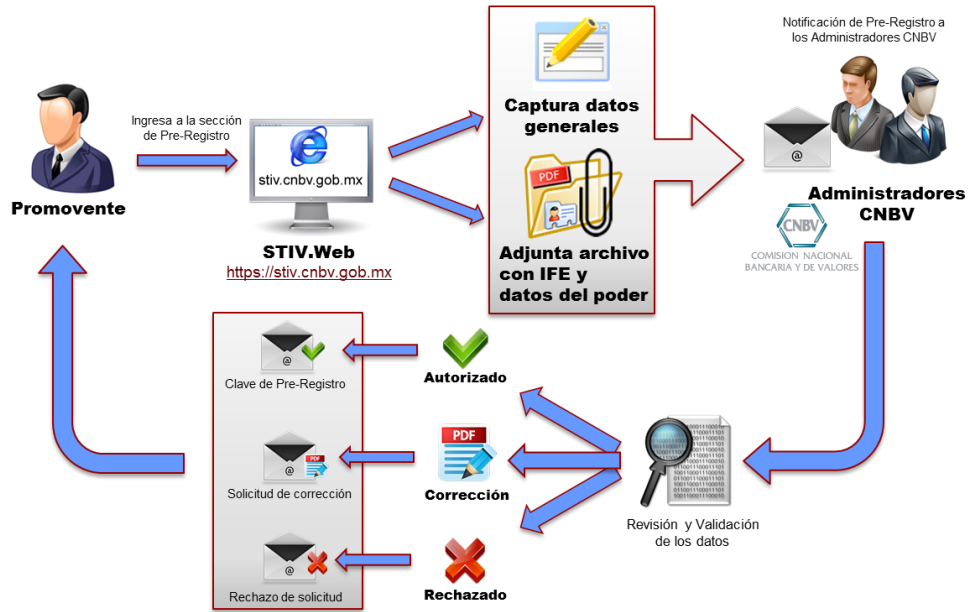 Notificación de Pre-Registro a
los Administradores CNBV
Ingresa a la sección
de Pre-Registro
stiv.cnbv.gob.mx
Promovente
STIV.Web
https://stiv.cnbv.gob.mx
Captura datos
generales
PDF
Adjunta archivo
con IFE y
datos del poder
@
Administradores
CNBV
CNBV
COMISION NACIONAL
BANCARIA Y DE VALORES
@
Clave de Pre-Registro
Autorizado
@
PDF
Solicitud de corrección
PDF
Corrección
Revisión y Validación
de los datos
@
Rechazo de solicitud
Rechazado